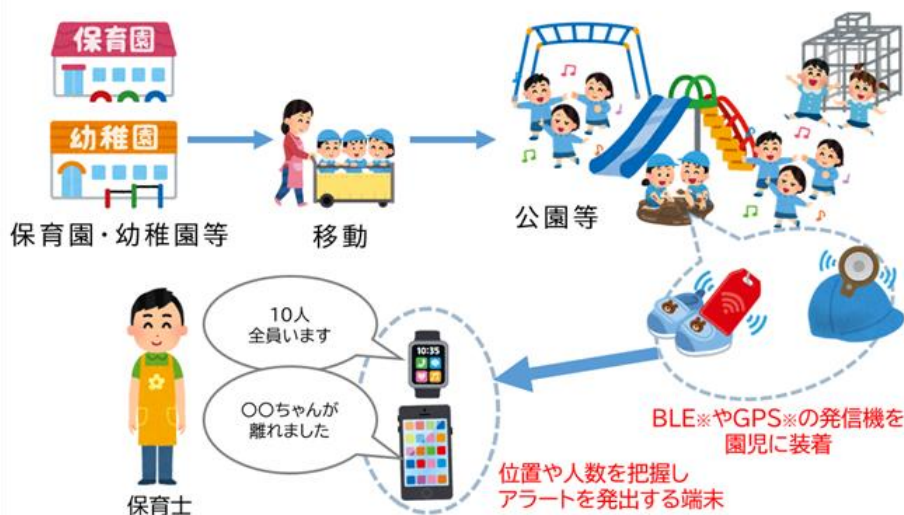 保育園
幼稚園
保育園・幼稚園等
移動
公園等
10人
全員います
10:35
〇〇ちゃんが
離れました
保育士
BLE※やGPS※の発信機を
園児に装着
位置や人数を把握し
アラートを発出する端末